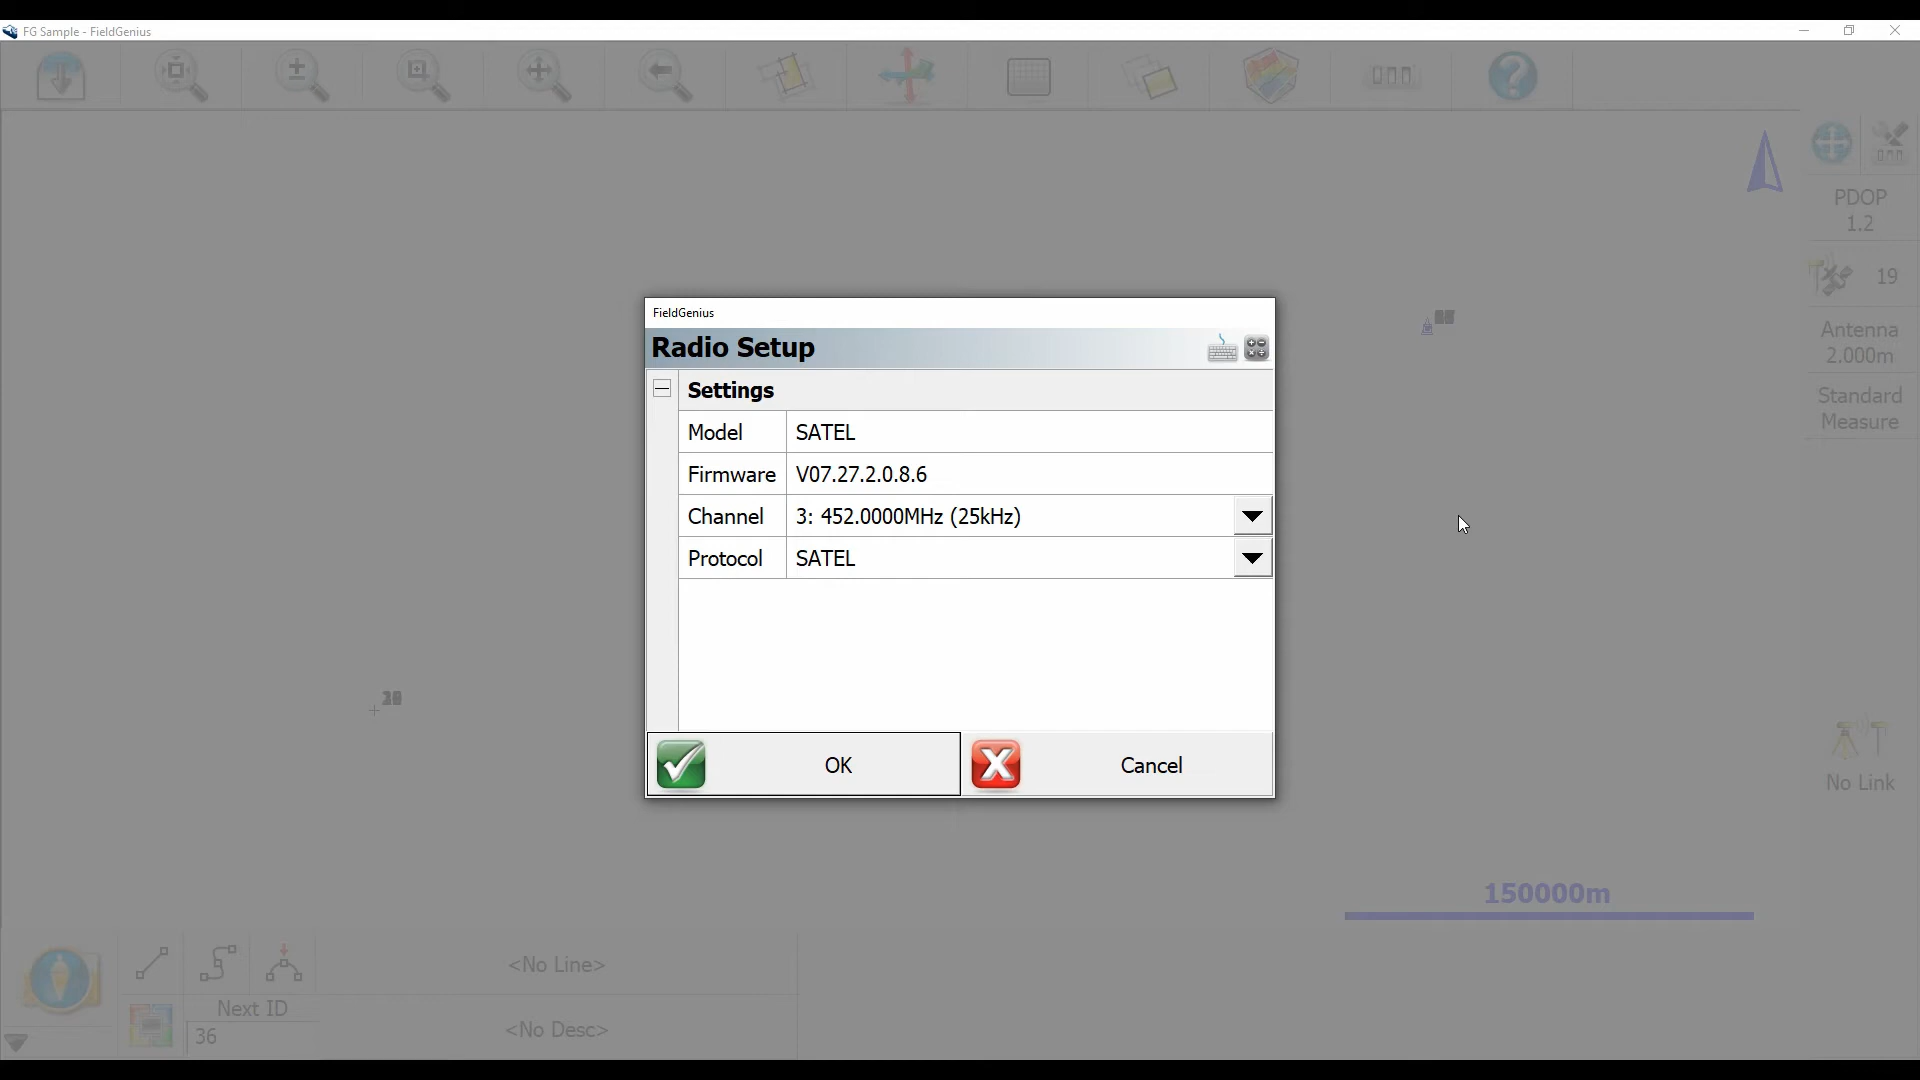 FG Sample - FieldGenius
PDOP
1.2
19
Antenna
2.000m
Standard
Measure
FieldGenius
Radio Setup
Settings
Model SATEL
Firmware V07.27.2.0.8.6
Channel 3: 452.0000MHz (25kHz)
Protocol SATEL
OK Cancel
No Link
150000m
<No Line>
Next ID
36
<No Desc>